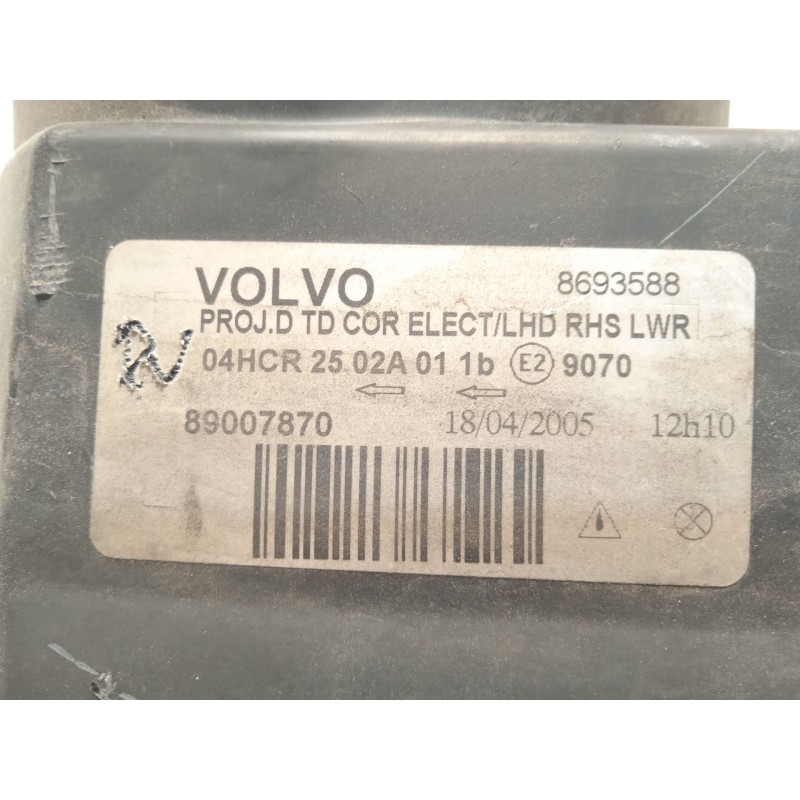 VOLVO 8693588
PROJ.D TD COR ELECT/LHD RHS LWR
04HCR 25 02A 01 1b E2 9070
89007870 18/04/2005 12h10